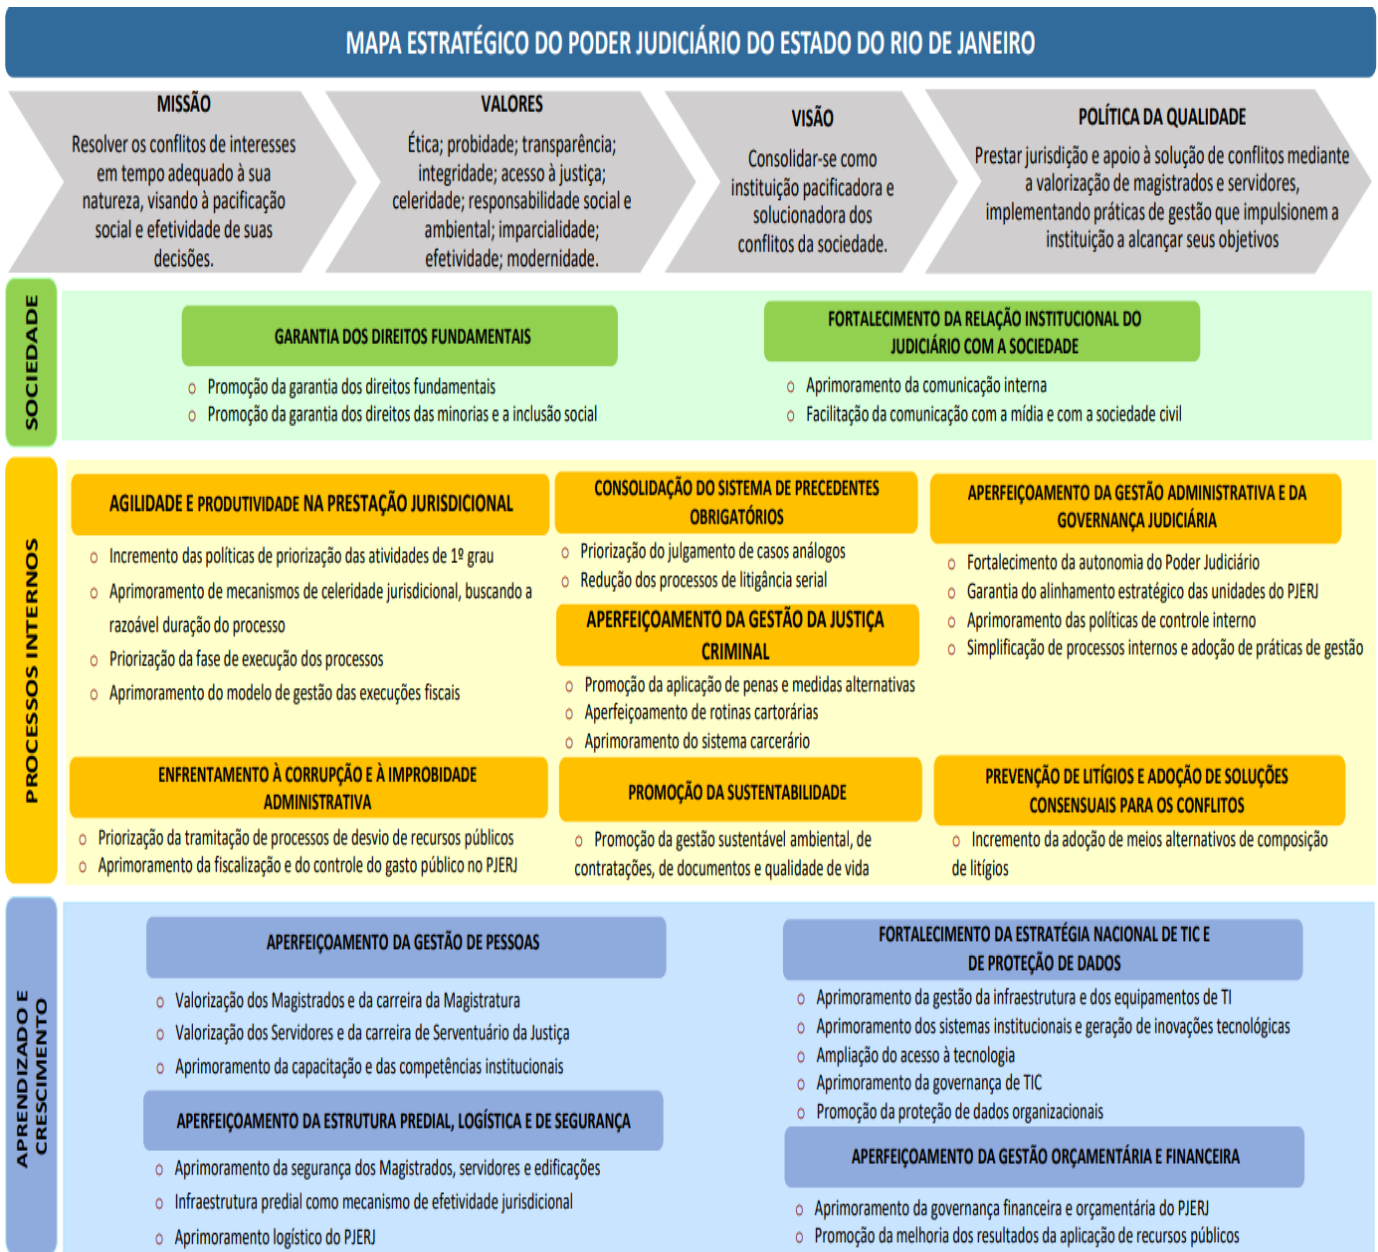 MAPA ESTRATÉGICO DO PODER JUDICIÁRIO DO ESTADO DO RIO DE JANEIRO
MISSÃO
Resolver os conflitos de interesses
em tempo adequado à sua
natureza, visando à pacificação
social e efetividade de suas
decisões.
VALORES
Ética; probidade; transparência;
integridade; acesso à justiça;
celeridade; responsabilidade social e
ambiental; imparcialidade;
efetividade; modernidade.
VISÃO
Consolidar-se como
instituição pacificadora e
solucionadora dos
conflitos da sociedade.
POLÍTICA DA QUALIDADE
Prestar jurisdição e apoio à solução de conflitos mediante
a valorização de magistrados e servidores,
implementando práticas de gestão que impulsionem a
instituição a alcançar seus objetivos
SOCIEDADE
GARANTIA DOS DIREITOS FUNDAMENTAIS
o Promoção da garantia dos direitos fundamentais
o Promoção da garantia dos direitos das minorias e a inclusão social
FORTALECIMENTO DA RELAÇÃO INSTITUCIONAL DO
JUDICIÁRIO COM A SOCIEDADE
o Aprimoramento da comunicação interna
o Facilitação da comunicação com a mídia e com a sociedade civil
PROCESSOS INTERNOS
AGILIDADE E PRODUTIVIDADE NA PRESTAÇÃO JURISDICIONAL
o Incremento das políticas de priorização das atividades de 1º grau
o Aprimoramento de mecanismos de celeridade jurisdicional, buscando a
razoável duração do processo
o Priorização da fase de execução dos processos
o Aprimoramento do modelo de gestão das execuções fiscais
CONSOLIDAÇÃO DO SISTEMA DE PRECEDENTES
OBRIGATÓRIOS
o Priorização do julgamento de casos análogos
o Redução dos processos de litigância serial
APERFEIÇOAMENTO DA GESTÃO DA JUSTIÇA
CRIMINAL
o Promoção da aplicação de penas e medidas alternativas
o Aperfeiçoamento de rotinas cartorárias
o Aprimoramento do sistema carcerário
APERFEIÇOAMENTO DA GESTÃO ADMINISTRATIVA E DA
GOVERNANÇA JUDICIÁRIA
o Fortalecimento da autonomia do Poder Judiciário
o Garantia do alinhamento estratégico das unidades do PJERJ
o Aprimoramento das políticas de controle interno
o Simplificação de processos internos e adoção de práticas de gestão
ENFRENTAMENTO À CORRUPÇÃO E À IMPROBIDADE
ADMINISTRATIVA
o Priorização da tramitação de processos de desvio de recursos públicos
o Aprimoramento da fiscalização e do controle do gasto público no PJERJ
PROMOÇÃO DA SUSTENTABILIDADE
o Promoção da gestão sustentável ambiental, de
contratações, de documentos e qualidade de vida
PREVENÇÃO DE LITÍGIOS E ADOÇÃO DE SOLUÇÕES
CONSENSUAIS PARA OS CONFLITOS
o Incremento da adoção de meios alternativos de composição
de litígios
APRENDIZADO E
CRESCIMENTO
APERFEIÇOAMENTO DA GESTÃO DE PESSOAS
o Valorização dos Magistrados e da carreira da Magistratura
o Valorização dos Servidores e da carreira de Serventuário da Justiça
o Aprimoramento da capacitação e das competências institucionais
APERFEIÇOAMENTO DA ESTRUTURA PREDIAL, LOGÍSTICA E DE SEGURANÇA
o Aprimoramento da segurança dos Magistrados, servidores e edificações
o Infraestrutura predial como mecanismo de efetividade jurisdicional
o Aprimoramento logístico do PJERJ
FORTALECIMENTO DA ESTRATÉGIA NACIONAL DE TIC E
DE PROTEÇÃO DE DADOS
o Aprimoramento da gestão da infraestrutura e dos equipamentos de TI
o Aprimoramento dos sistemas institucionais e geração de inovações tecnológicas
o Ampliação do acesso à tecnologia
o Aprimoramento da governança de TIC
o Promoção da proteção de dados organizacionais
APERFEIÇOAMENTO DA GESTÃO ORÇAMENTÁRIA E FINANCEIRA
o Aprimoramento da governança financeira e orçamentária do PJERJ
o Promoção da melhoria dos resultados da aplicação de recursos públicos